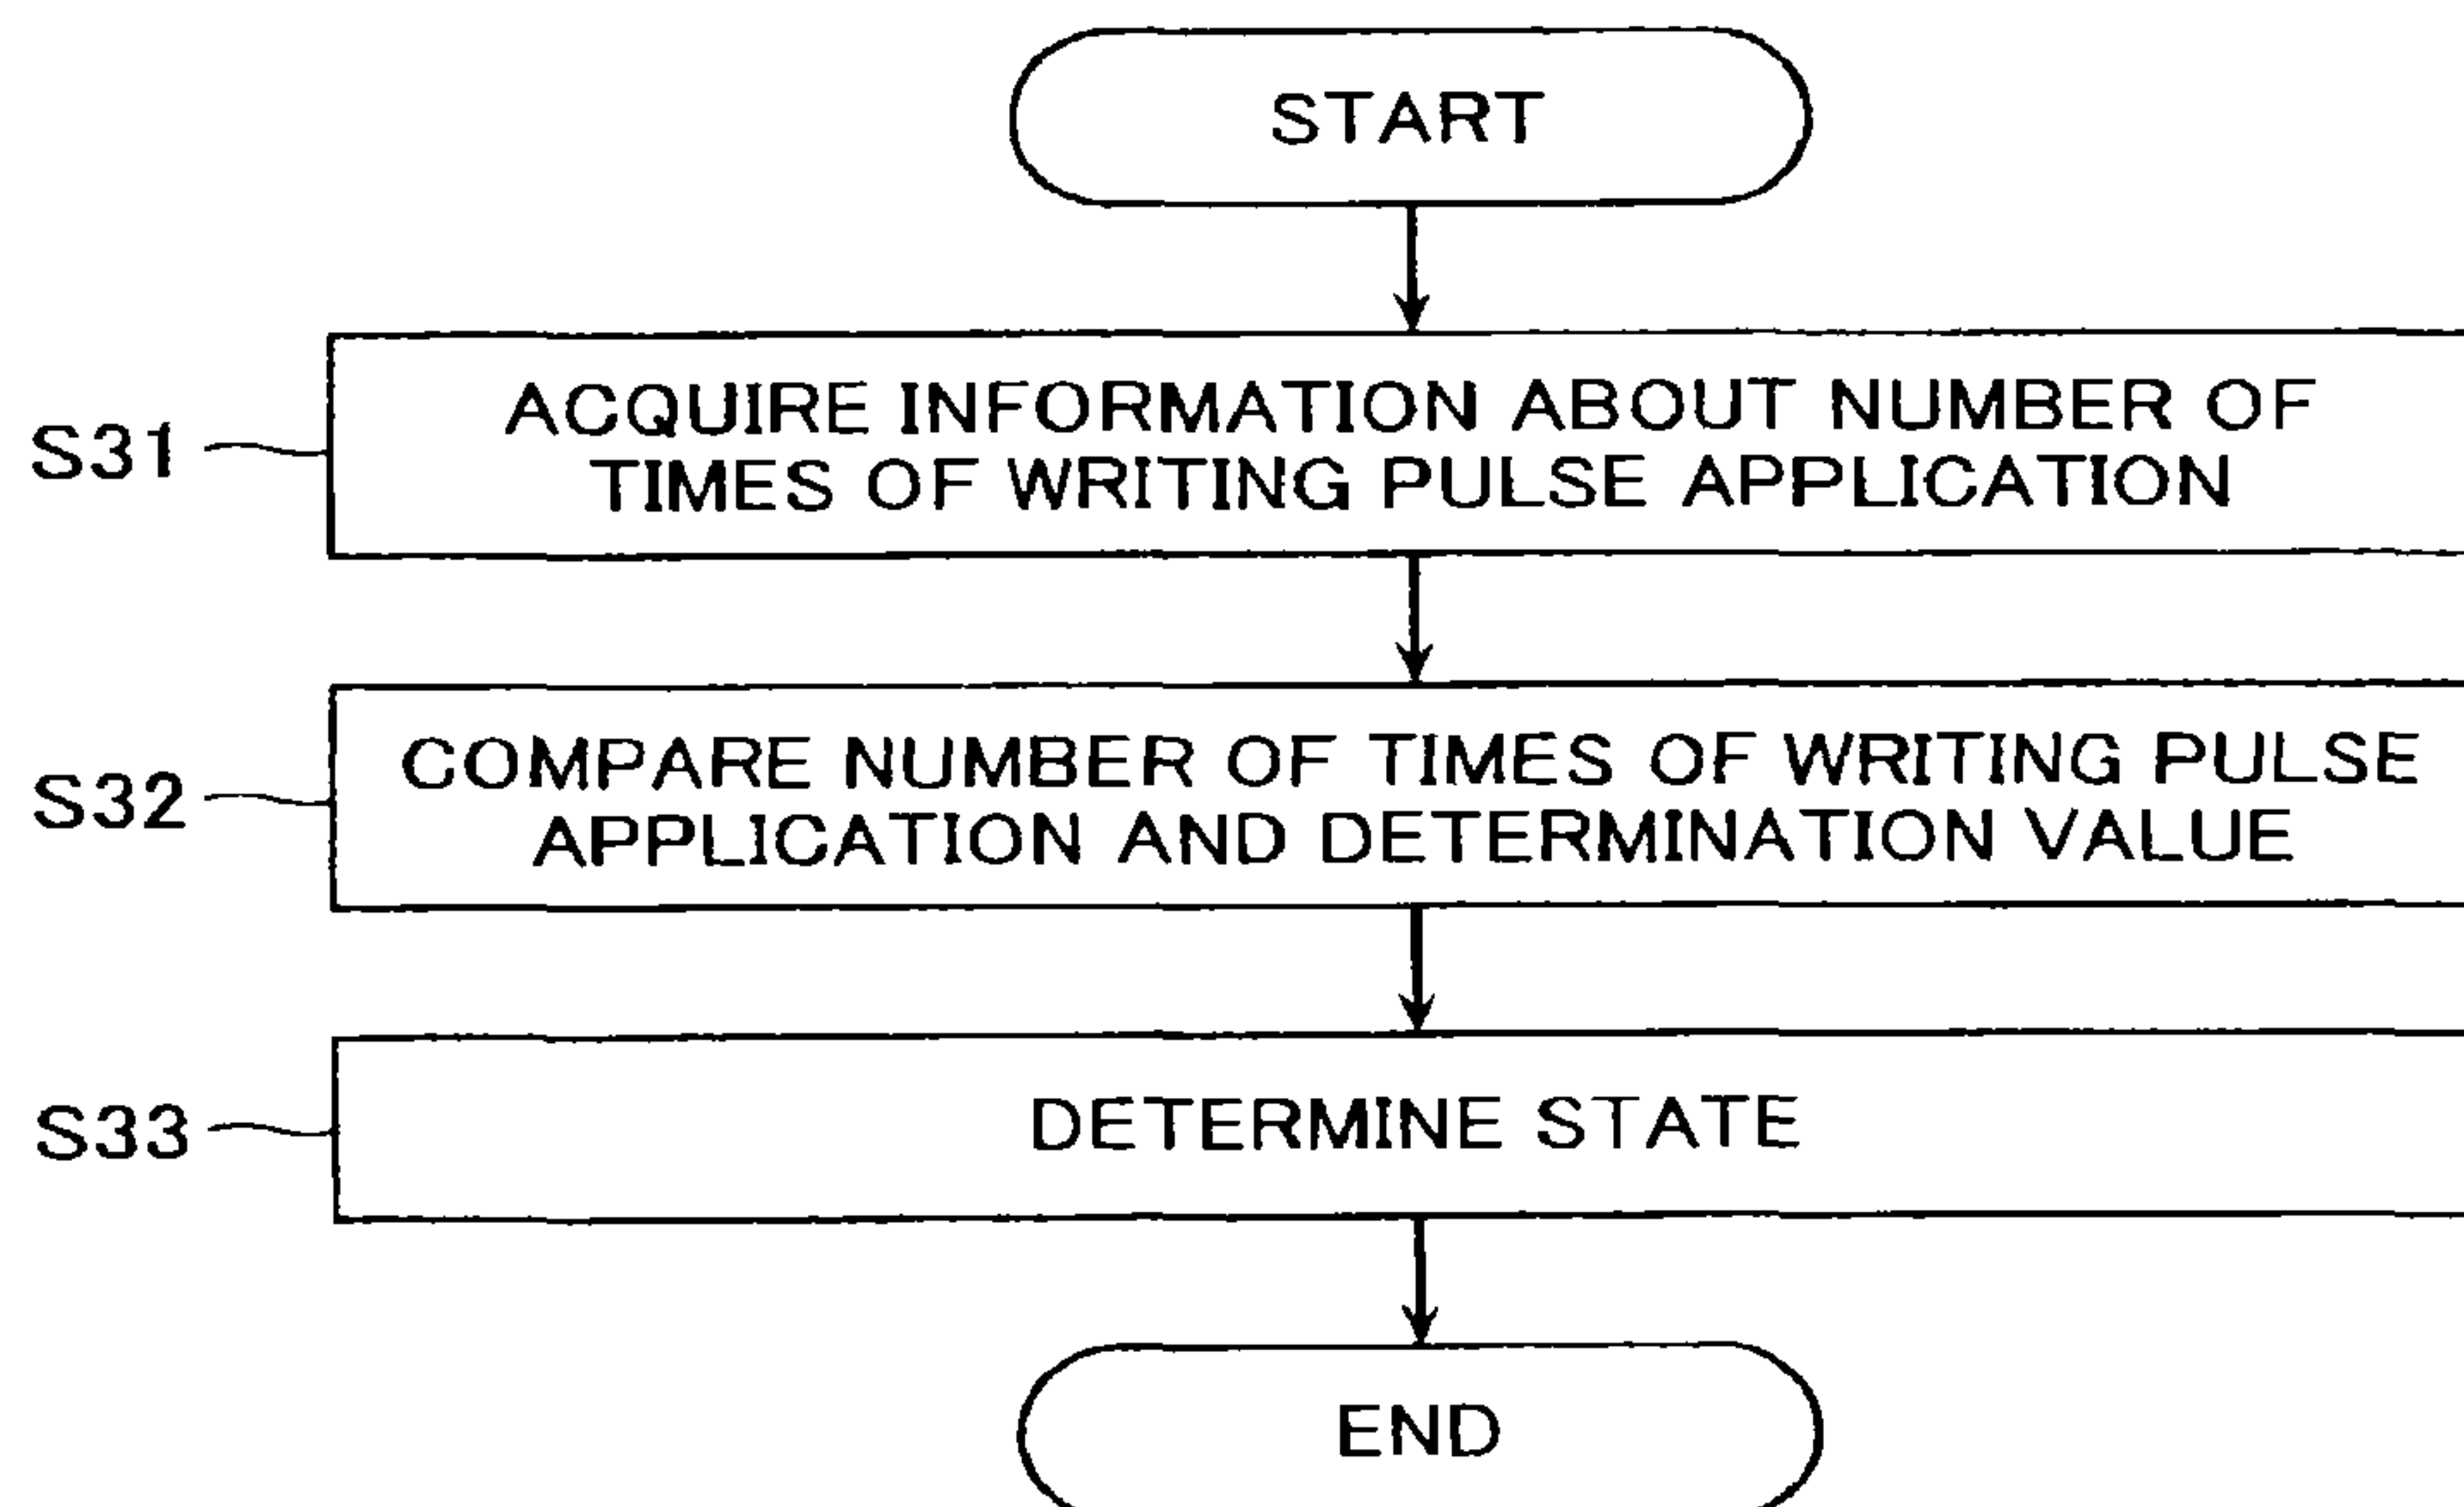 START
S31
ACQUIRE INFORMATION ABOUT NUMBER OF
TIMES OF WRITING PULSE APPLICATION
S32
COMPARE NUMBER OF TIMES OF WRITING PULSE
APPLICATION AND DETERMINATION VALUE
S33
DETERMINE STATE
END